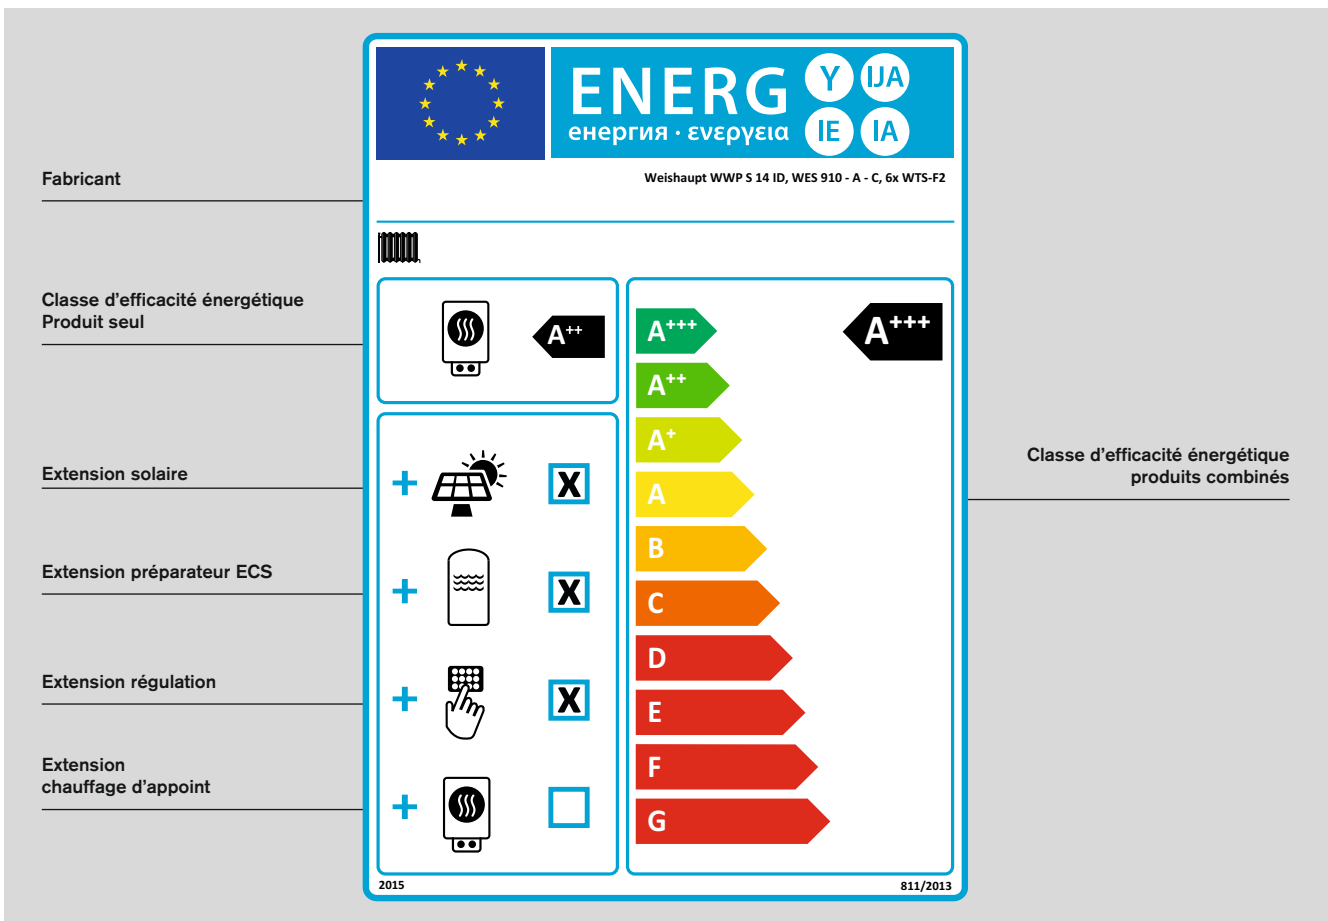 ENERG Y IJA
енергия · ενεργεια IE IA
Fabricant
Weishaupt WWP S 14 ID, WES 910 - A - C, 6x WTS-F2
Classe d'efficacité énergétique
Produit seul
A++
A+++
A+++
A++
A+
A
B
C
D
E
F
G
Extension solaire
X
Extension préparateur ECS
X
Extension régulation
X
Extension
chauffage d'appoint
Classe d'efficacité énergétique
produits combinés
2015
811/2013